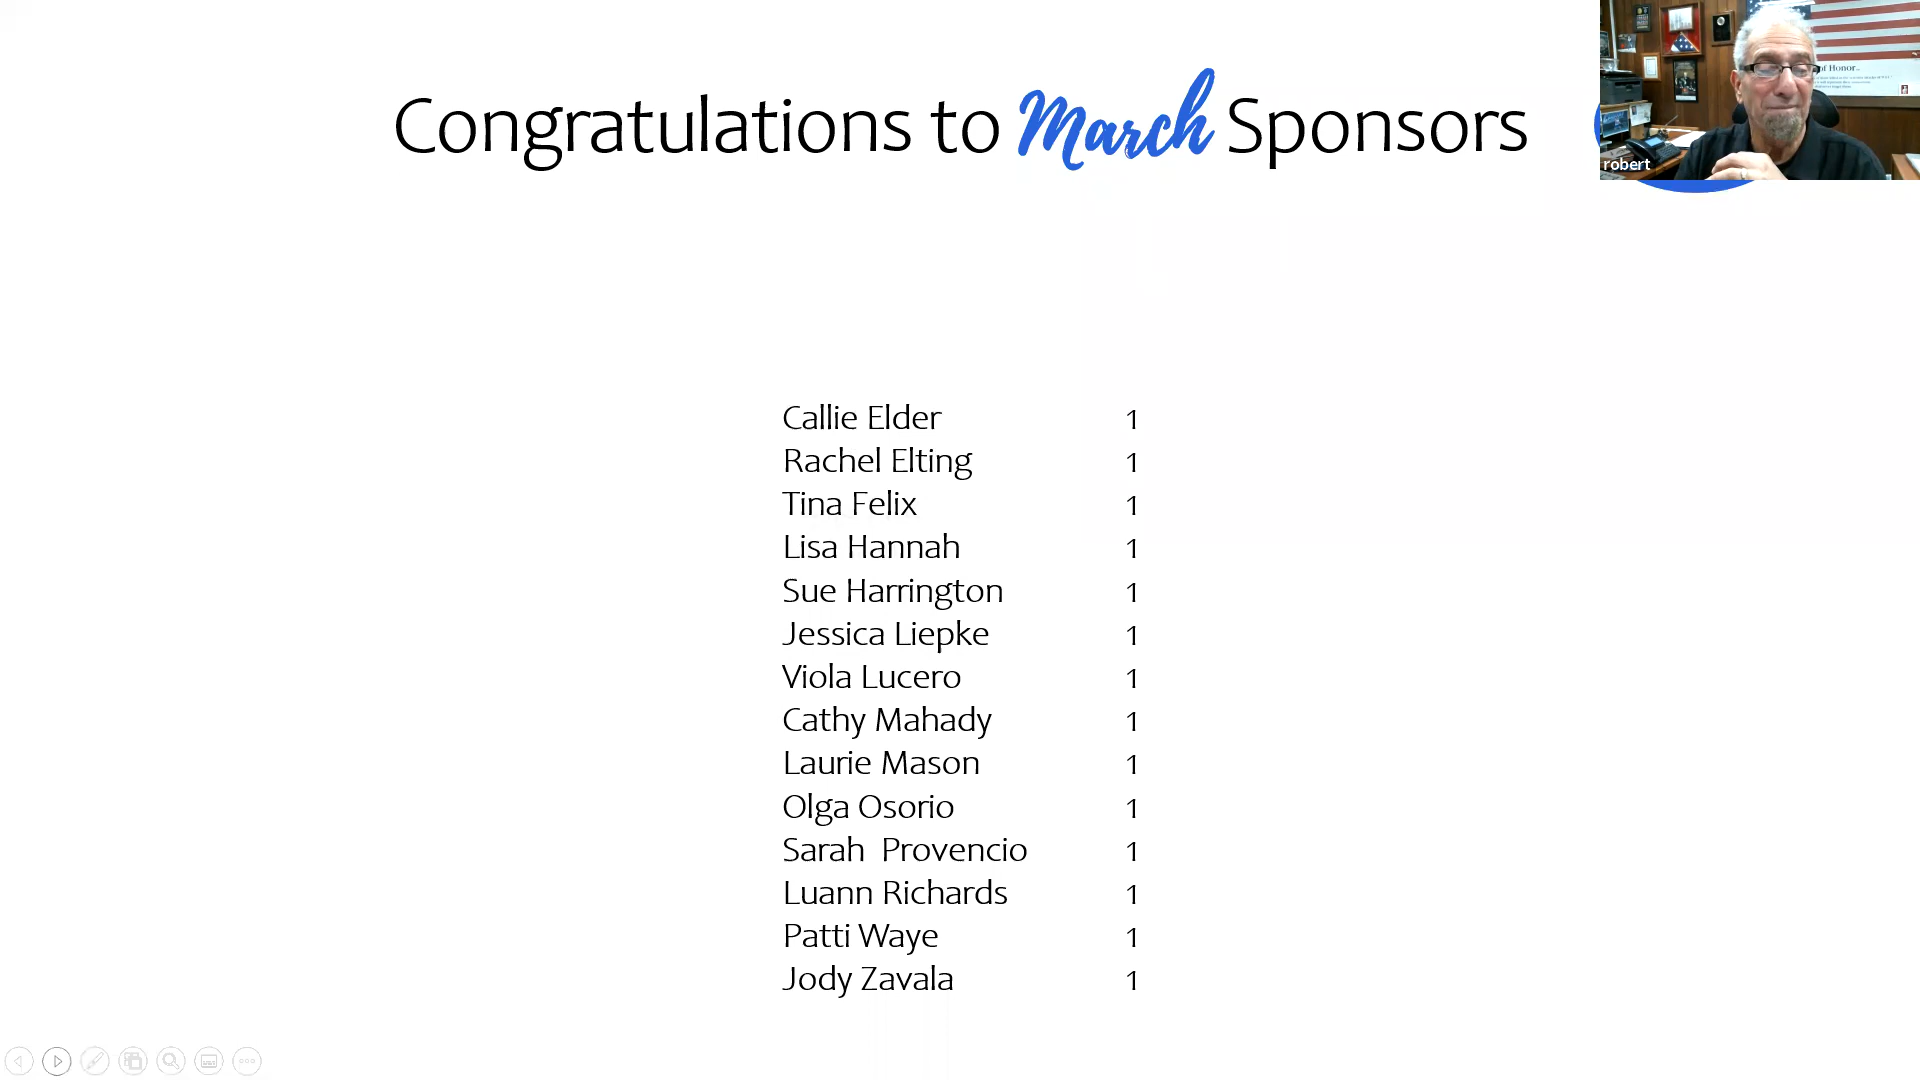 Congratulations to March Sponsors
of Honor
robert
Callie Elder 1
Rachel Elting 1
Tina Felix 1
Lisa Hannah 1
Sue Harrington 1
Jessica Liepke 1
Viola Lucero 1
Cathy Mahady 1
Laurie Mason 1
Olga Osorio 1
Sarah  Provencio 1
Luann Richards 1
Patti Waye 1
Jody Zavala 1